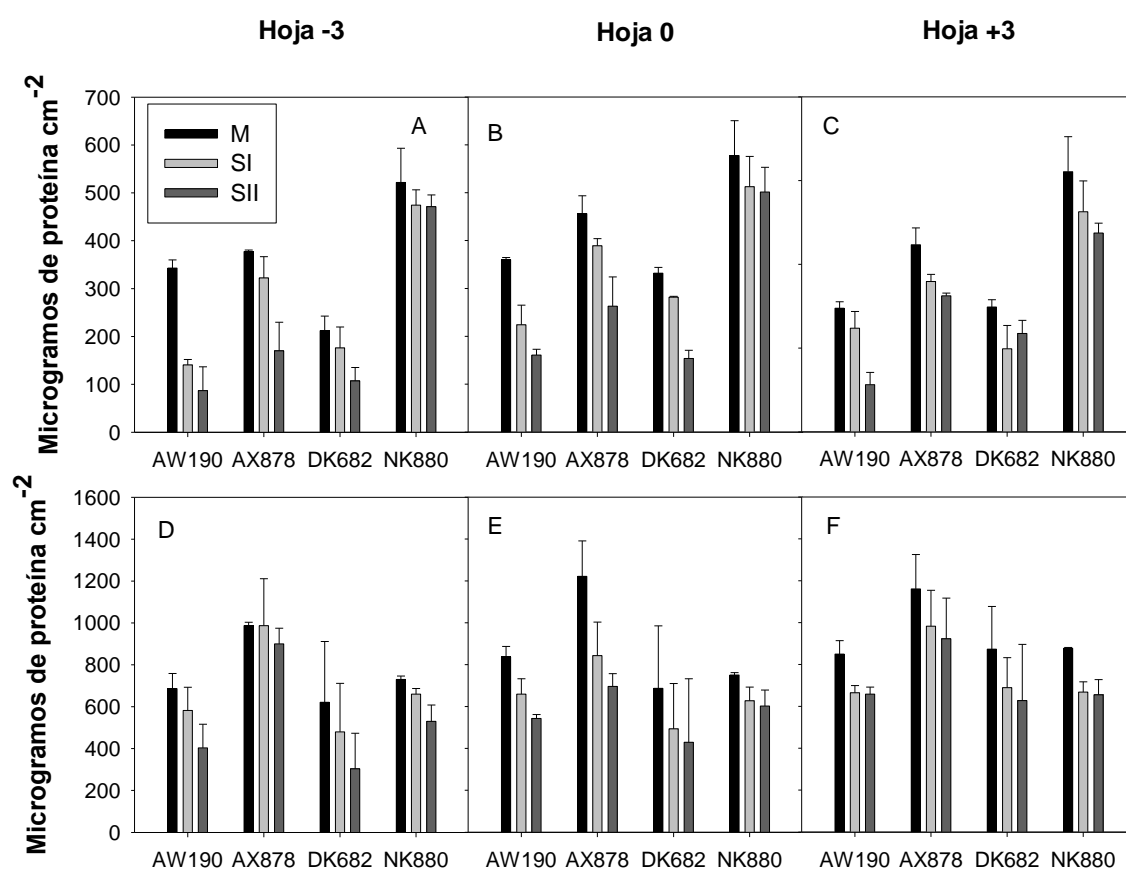 Hoja -3 Hoja 0 Hoja +3
Microgramos de proteína cm-2
700
600
500
400
300
200
100
0
M
SI
SII
A
B
C
AW190 AX878 DK682 NK880 AW190 AX878 DK682 NK880 AW190 AX878 DK682 NK880
Microgramos de proteína cm-2
1600
1400
1200
1000
800
600
400
200
0
D
E
F
AW190 AX878 DK682 NK880 AW190 AX878 DK682 NK880 AW190 AX878 DK682 NK880